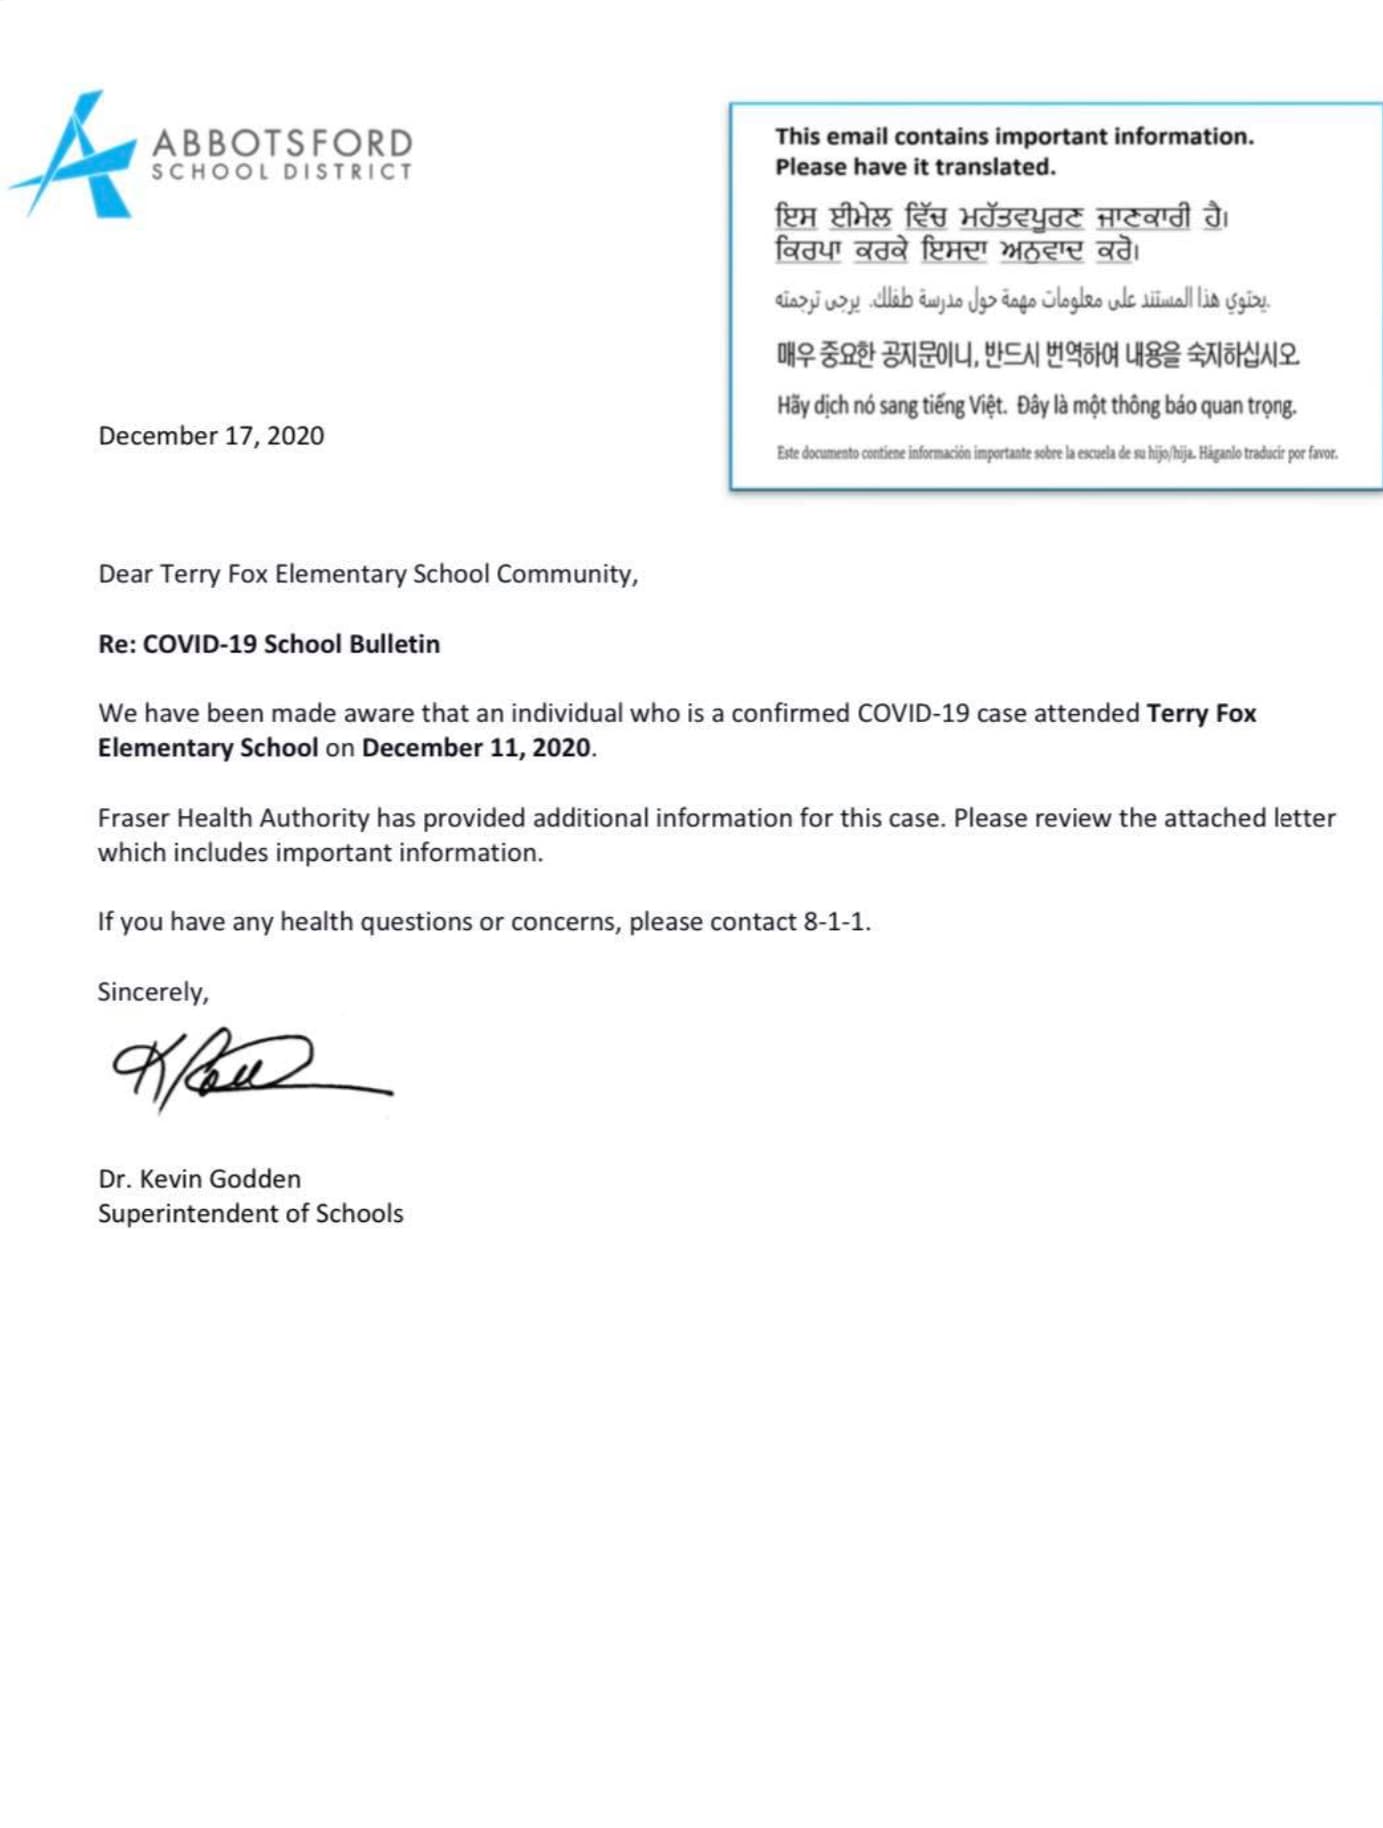 ABBOTSFORD
SCHOOL DISTRICT
This email contains important information.
Please have it translated.
ਇਸ ਈਮੇਲ ਵਿੱਚ ਮਹੱਤਵਪੂਰਣ ਜਾਣਕਾਰੀ ਹੈ।
ਕਿਰਪਾ ਕਰਕੇ ਇਸਦਾ ਅਨੁਵਾਦ ਕਰੋ।
يحتوي هذا المستند على معلومات مهمة حول مدرسة طفلك. يرجى ترجمته.
매우 중요한 공지문이니, 반드시 번역하여 내용을 숙지하십시오
Hãy dịch nó sang tiếng Việt. Đây là một thông báo quan trọng.
Este documento contiene información importante sobre la escuela de su hijo/hija. Háganlo traducir por favor.
December 17, 2020
Dear Terry Fox Elementary School Community,
Re: COVID-19 School Bulletin
We have been made aware that an individual who is a confirmed COVID-19 case attended Terry Fox
Elementary School on December 11, 2020.
Fraser Health Authority has provided additional information for this case. Please review the attached letter
which includes important information.
If you have any health questions or concerns, please contact 8-1-1.
Sincerely,
Dr. Kevin Godden
Superintendent of Schools